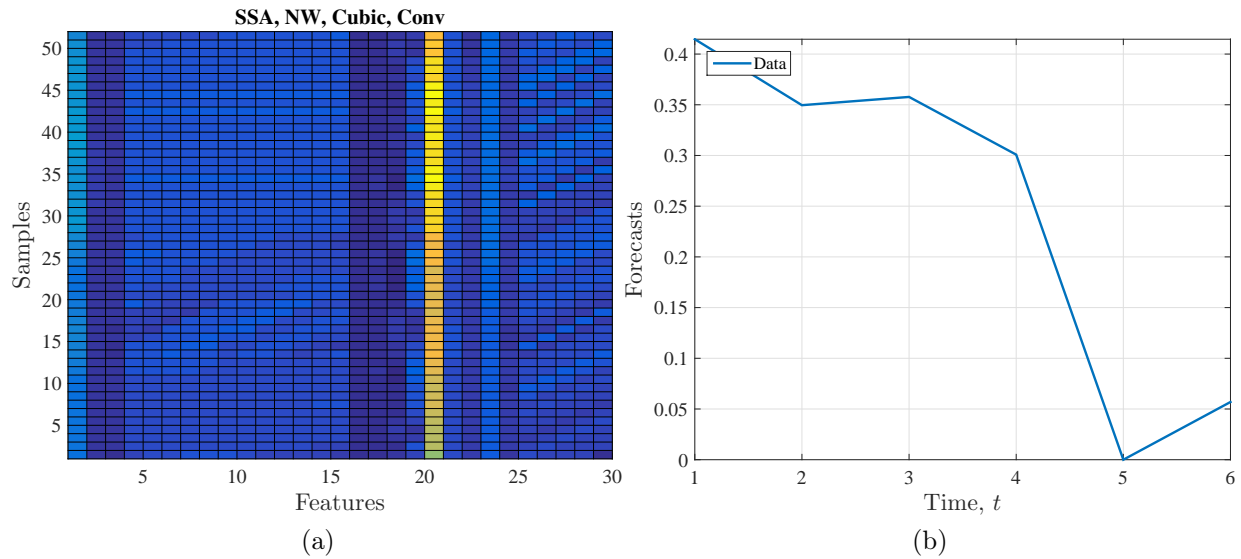 SSA, NW, Cubic, Conv
50
45
40
35
30
25
20
15
10
5
Samples
5 10 15 20 25 30
Features
(a)
0.4
0.35
0.3
0.25
0.2
0.15
0.1
0.05
0
Forecasts
Data
1 2 3 4 5 6
Time, t
(b)